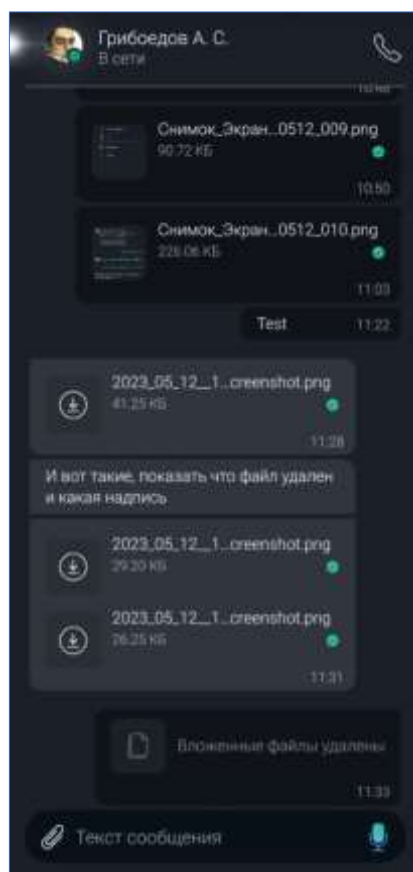 Грибоедов А. С.
В сети
10:48
Снимок_Экран...0512_009.png
90.72 КБ
10:50
Снимок_Экран...0512_010.png
226.06 КБ
11:03
Test 11:22
2023_05_12__1...creenshot.png
41.25 КБ
11:28
И вот такие, показать что файл удален
и какая надпись
2023_05_12__1...creenshot.png
29.20 КБ
2023_05_12__1...creenshot.png
26.25 КБ
11:31
Вложенные файлы удалены
11:33
Текст сообщения